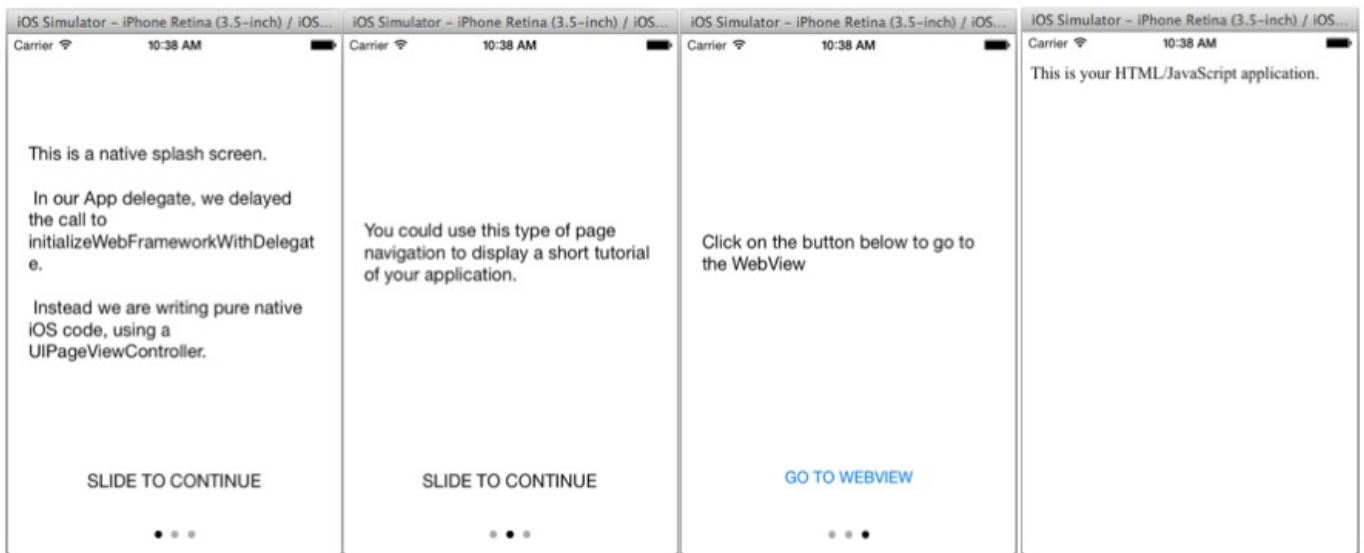 iOS Simulator – iPhone Retina (3.5-inch) / iOS...
Carrier
10:38 AM
This is a native splash screen.
In our App delegate, we delayed
the call to
initializeWebFrameworkWithDelegat
e.
Instead we are writing pure native
iOS code, using a
UIPageViewController.
SLIDE TO CONTINUE
iOS Simulator – iPhone Retina (3.5-inch) / iOS...
Carrier
10:38 AM
You could use this type of page
navigation to display a short tutorial
of your application.
SLIDE TO CONTINUE
iOS Simulator – iPhone Retina (3.5-inch) / iOS...
Carrier
10:38 AM
Click on the button below to go to
the WebView
GO TO WEBVIEW
iOS Simulator – iPhone Retina (3.5-inch) / iOS...
Carrier
10:38 AM
This is your HTML/JavaScript application.